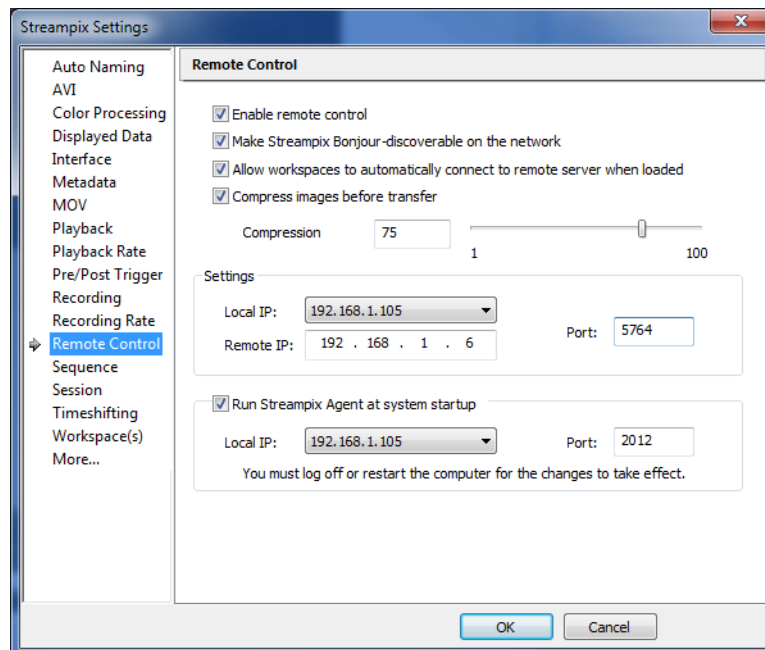 Streampix Settings
Auto Naming
AVI
Color Processing
Displayed Data
Interface
Metadata
MOV
Playback
Playback Rate
Pre/Post Trigger
Recording
Recording Rate
Remote Control
Sequence
Session
Timeshifting
Workspace(s)
More...
Remote Control
Enable remote control
Make Streampix Bonjour-discoverable on the network
Allow workspaces to automatically connect to remote server when loaded
Compress images before transfer
Compression 75
1 100
Settings
Local IP: 192.168.1.105
Remote IP: 192 . 168 . 1 . 6
Port: 5764
Run Streampix Agent at system startup
Local IP: 192.168.1.105 Port: 2012
You must log off or restart the computer for the changes to take effect.
OK Cancel